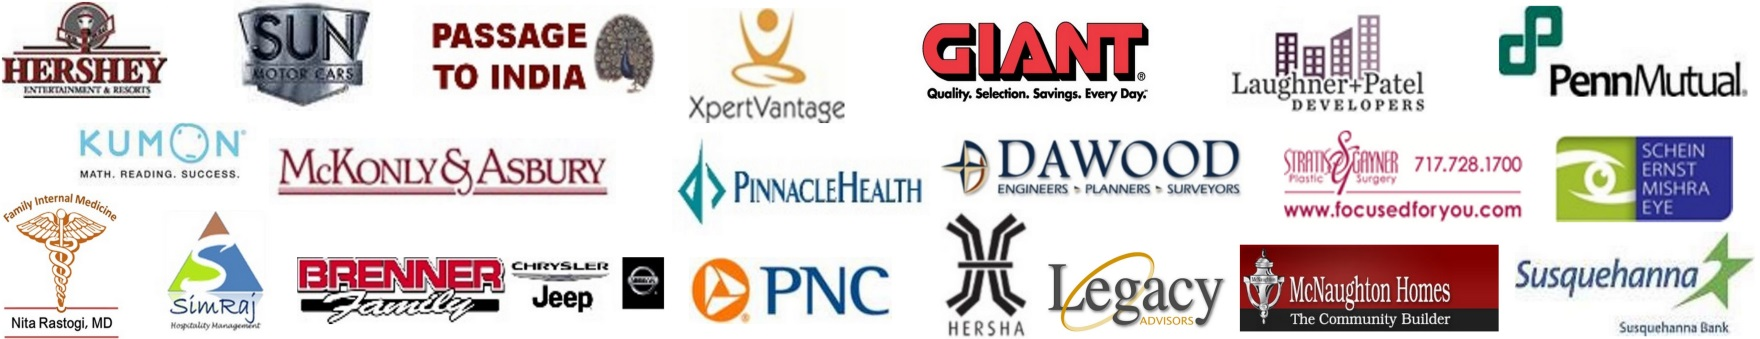 HERSHEY
ENTERTAINMENT & RESORTS
SUN
MOTOR CARS
PASSAGE
TO INDIA
XpertVantage
GIANT®
Quality. Selection. Savings. Every Day.
Laughner+Patel
DEVELOPERS
PennMutual®
KUMON®
MATH. READING. SUCCESS.
McKONLY & ASBURY
PINNACLEHEALTH
DAWOOD
ENGINEERS PLANNERS SURVEYORS
STRATIS GAYNER 717.728.1700
Plastic Surgery
www.focusedforyou.com
SCHEIN
ERNST
MISHRA
EYE
Family Internal Medicine
Nita Rastogi, MD
SimRaj
Hospitality Management
BRENNER
Family
CHRYSLER
Jeep
PNC®
HERSHA
Legacy
ADVISORS
McNaughton Homes
The Community Builder
Susquehanna
Susquehanna Bank